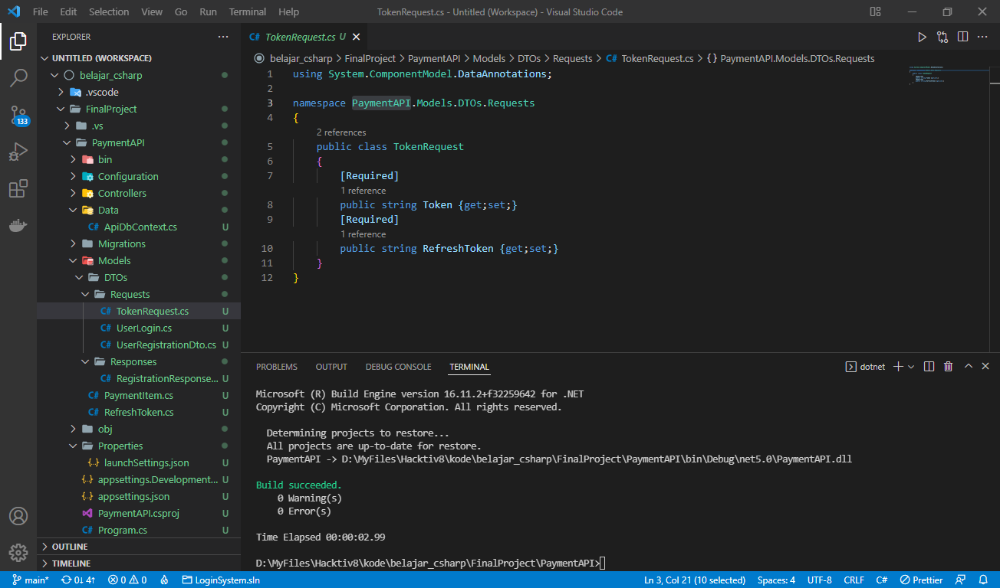 File Edit Selection View Go Run Terminal Help TokenRequest.cs - Untitled (Workspace) - Visual Studio Code
EXPLORER
UNTITLED (WORKSPACE)
belajar_csharp
.vscode
FinalProject
.vs
PaymentAPI
bin
Configuration
Controllers
Data
C# ApiDbContext.cs U
Migrations
Models
DTOs
Requests
C# TokenRequest.cs U
C# UserLogin.cs U
C# UserRegistrationDto.cs U
Responses
C# RegistrationResponse... U
C# PaymentItem.cs U
C# RefreshToken.cs U
obj
Properties
{..} launchSettings.json U
{..} appsettings.Development... U
{..} appsettings.json U
PaymentAPI.csproj U
C# Program.cs U
OUTLINE
TIMELINE
133
C# TokenRequest.cs U
belajar_csharp > FinalProject > PaymentAPI > Models > DTOs > Requests > C# TokenRequest.cs > {} PaymentAPI.Models.DTOs.Requests
1 using System.ComponentModel.DataAnnotations;
2
3 namespace PaymentAPI.Models.DTOs.Requests
4 {
2 references
5 public class TokenRequest
6 {
7 [Required]
1 reference
8 public string Token {get;set;}
9 [Required]
1 reference
10 public string RefreshToken {get;set;}
11 }
12 }
PROBLEMS OUTPUT DEBUG CONSOLE TERMINAL dotnet
Microsoft (R) Build Engine version 16.11.2+f32259642 for .NET
Copyright (C) Microsoft Corporation. All rights reserved.
Determining projects to restore...
All projects are up-to-date for restore.
PaymentAPI -> D:\MyFiles\Hacktiv8\kode\belajar_csharp\FinalProject\PaymentAPI\bin\Debug\net5.0\PaymentAPI.dll
Build succeeded.
0 Warning(s)
0 Error(s)
Time Elapsed 00:00:02.99
D:\MyFiles\Hacktiv8\kode\belajar_csharp\FinalProject\PaymentAPI>
main* 0↓ 4↑ 0 0 LoginSystem.sln Ln 3, Col 21 (10 selected) Spaces: 4 UTF-8 CRLF C# Prettier